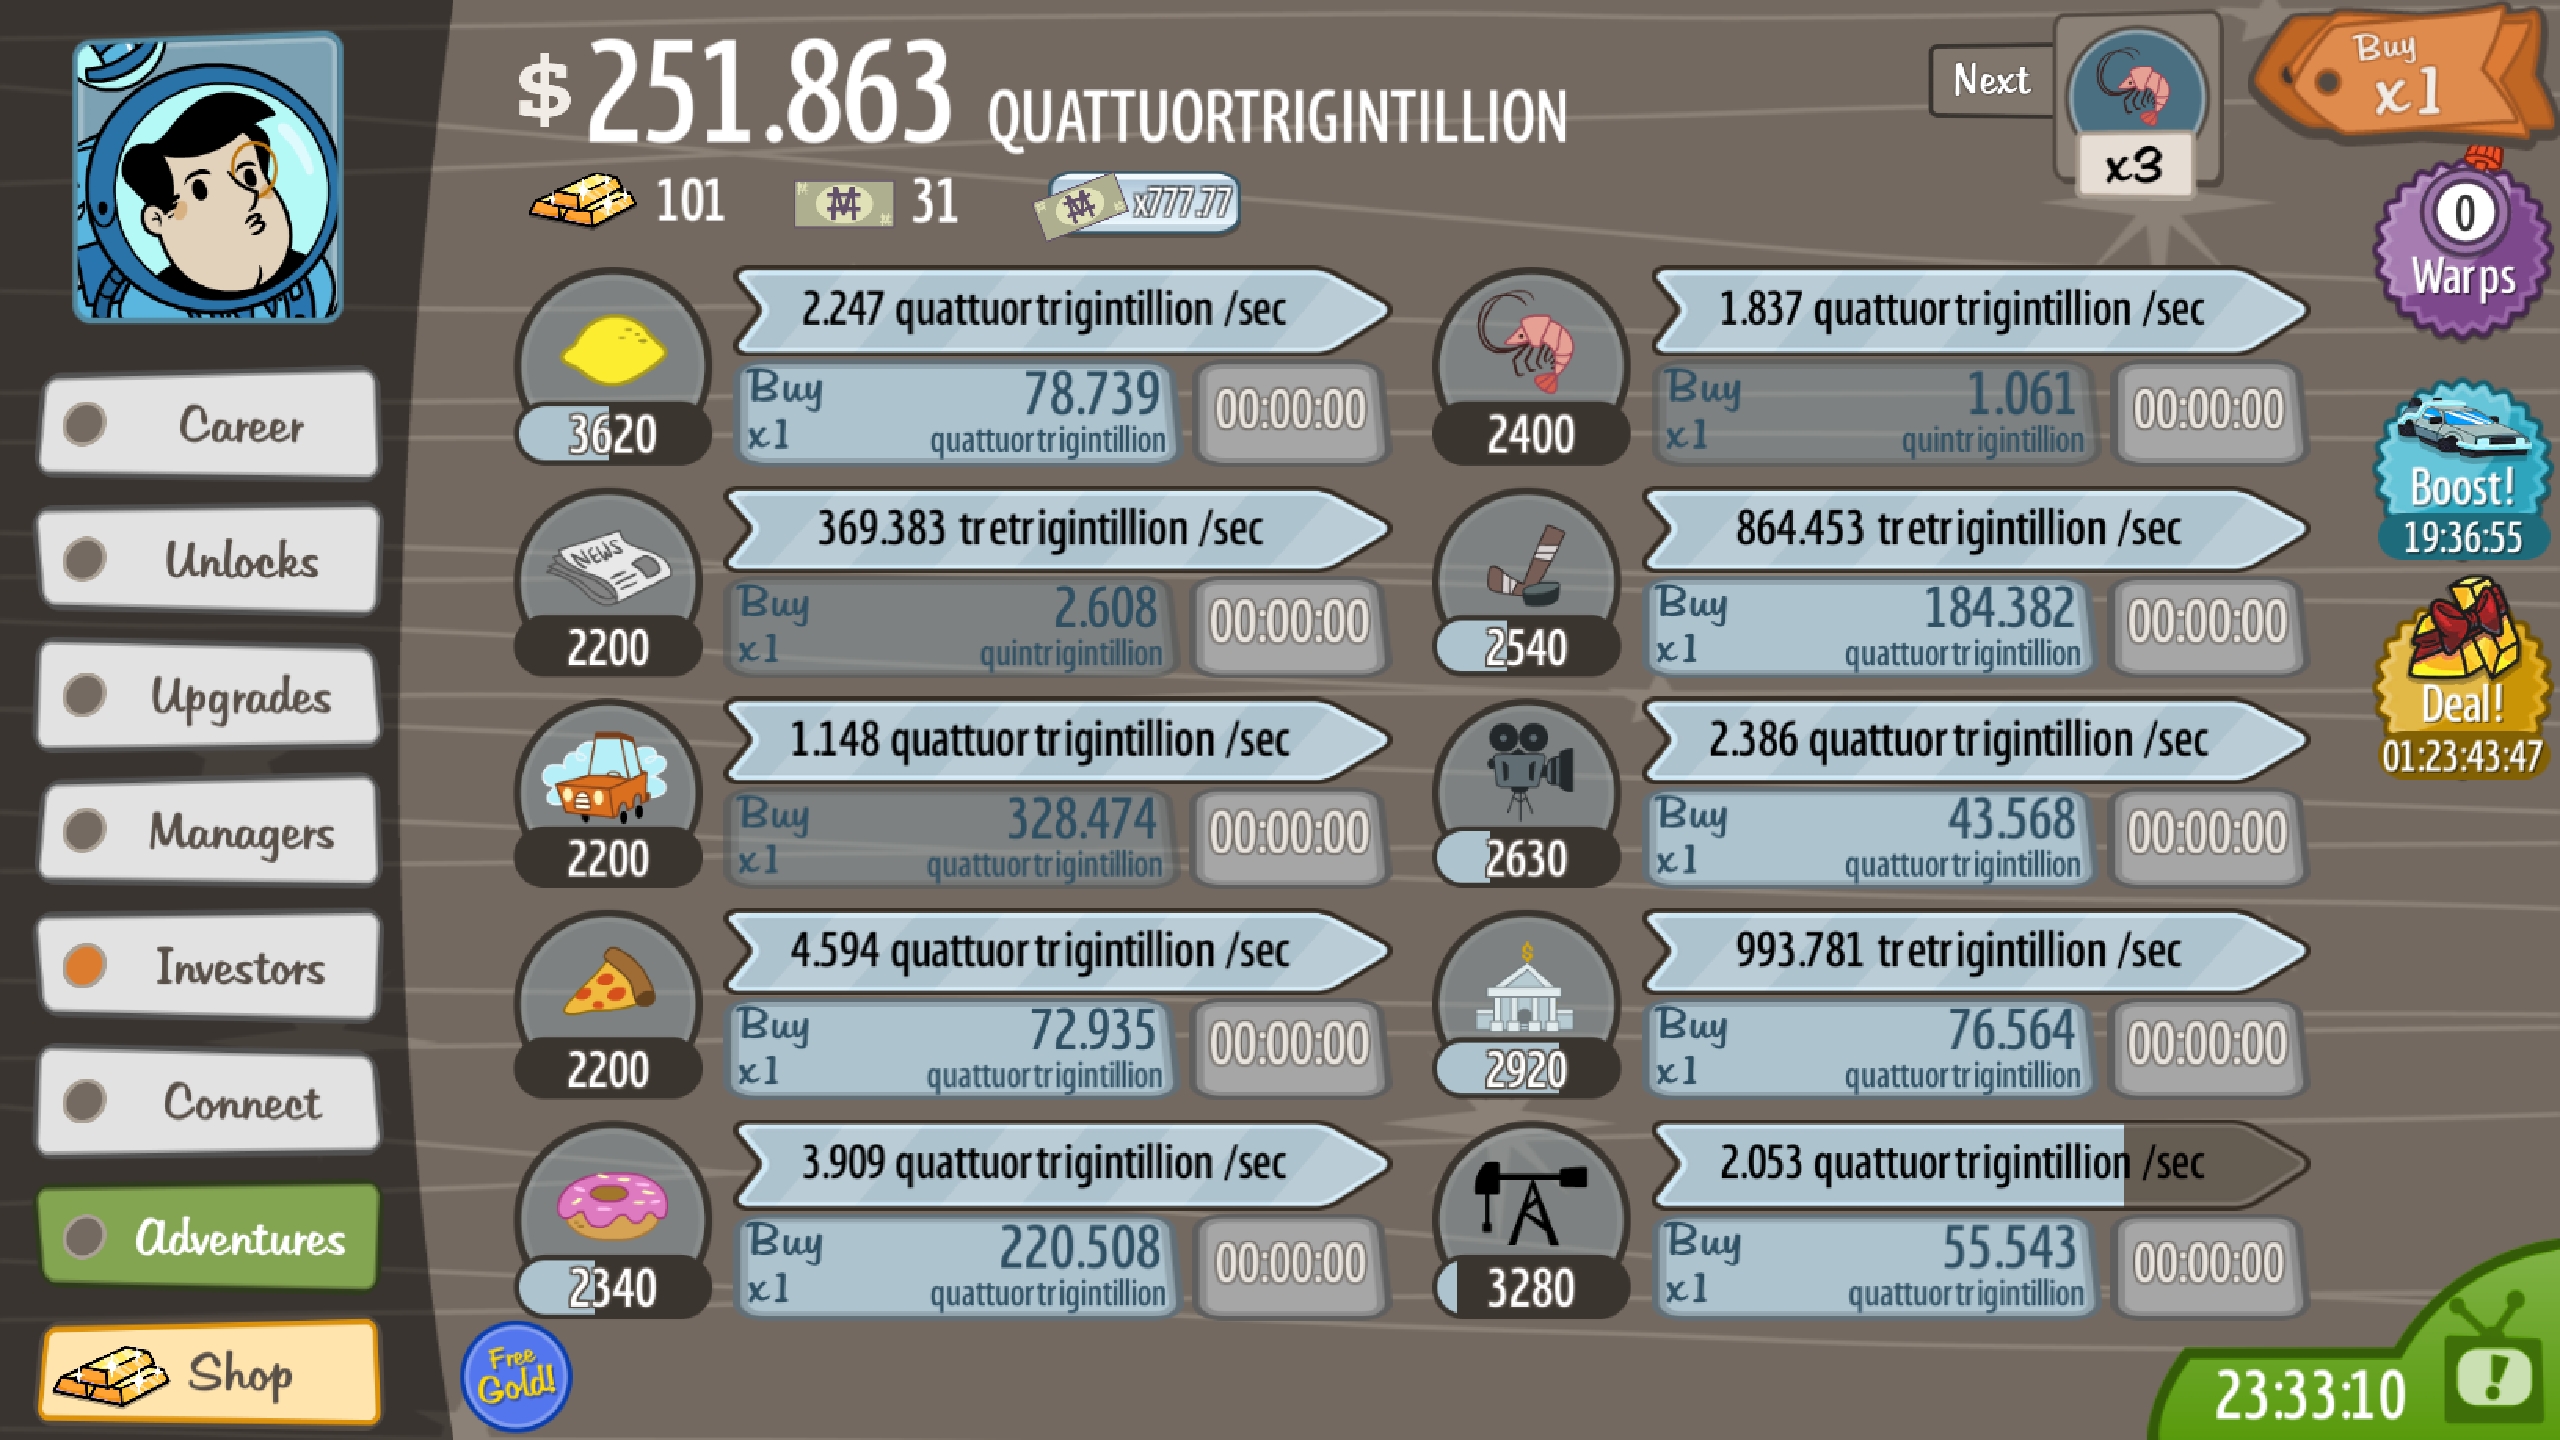 $251.863 QUATTUORTRIGINTILLION
Next
x3
Buy
x1
101
31
x777.77
0
Warps
Boost!
19:36:55
Deal!
01:23:43:47
Career
Unlocks
Upgrades
Managers
Investors
Connect
Adventures
Shop
2.247 quattuortrigintillion /sec
3620
Buy 78.739
x1 quattuortrigintillion
00:00:00
NEWS
369.383 tretrigintillion /sec
2200
Buy 2.608
x1 quintrigintillion
00:00:00
1.148 quattuortrigintillion /sec
2200
Buy 328.474
x1 quattuortrigintillion
00:00:00
4.594 quattuortrigintillion /sec
2200
Buy 72.935
x1 quattuortrigintillion
00:00:00
3.909 quattuortrigintillion /sec
2340
Buy 220.508
x1 quattuortrigintillion
00:00:00
1.837 quattuortrigintillion /sec
2400
Buy 1.061
x1 quintrigintillion
00:00:00
864.453 tretrigintillion /sec
2540
Buy 184.382
x1 quattuortrigintillion
00:00:00
2.386 quattuortrigintillion /sec
2630
Buy 43.568
x1 quattuortrigintillion
00:00:00
$
993.781 tretrigintillion /sec
2920
Buy 76.564
x1 quattuortrigintillion
00:00:00
2.053 quattuortrigintillion /sec
3280
Buy 55.543
x1 quattuortrigintillion
00:00:00
Free
Gold!
23:33:10
!